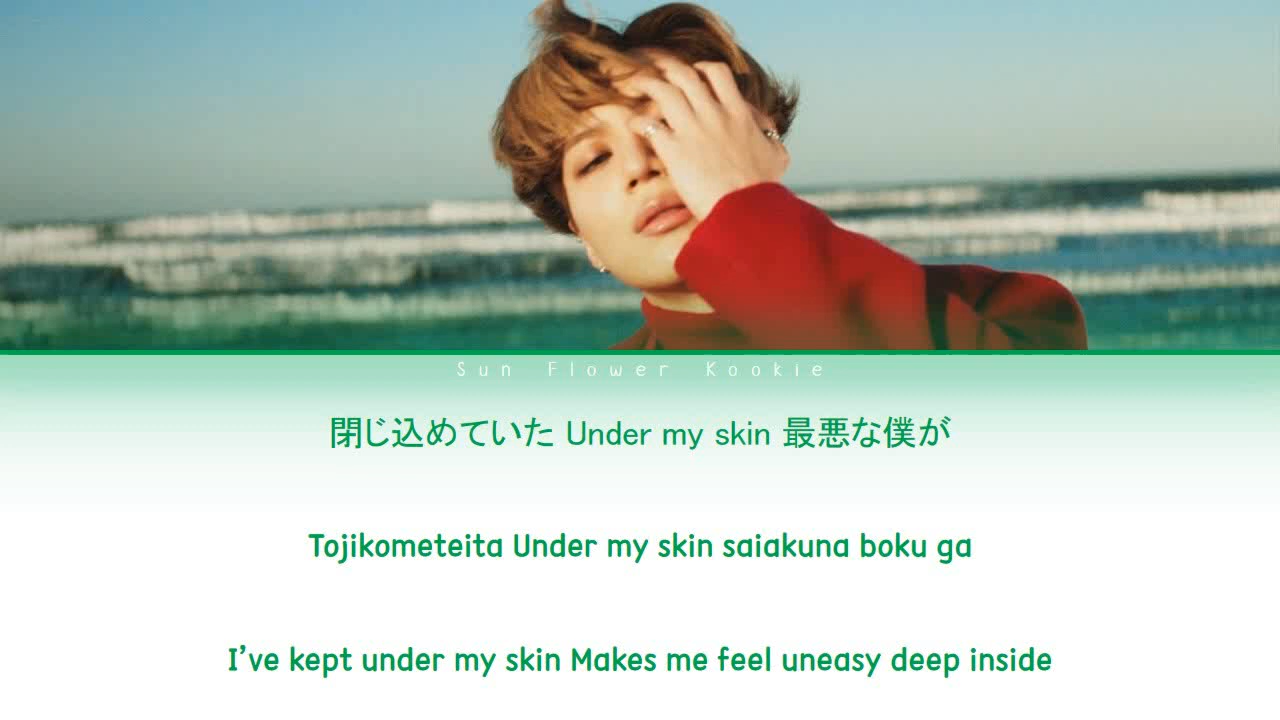 Sun Flower Kookie
閉じ込めていた Under my skin 最悪な僕が
Tojikometeita Under my skin saiakuna boku ga
I've kept under my skin Makes me feel uneasy deep inside